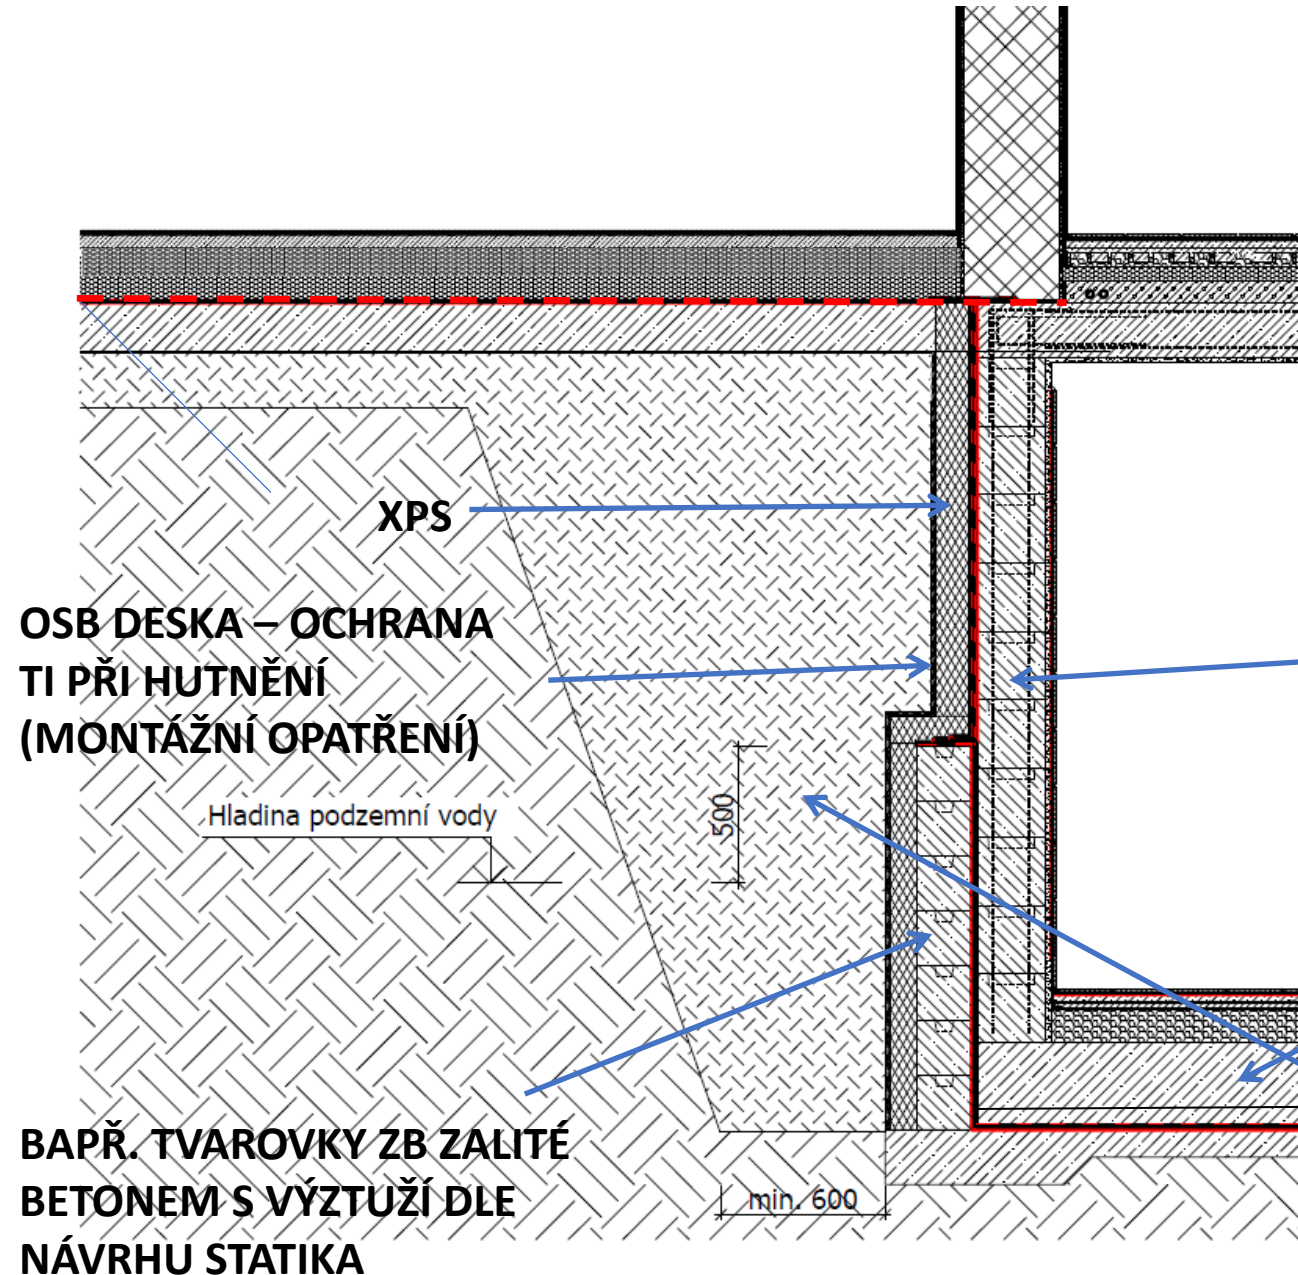 XPS
OSB DESKA – OCHRANA
TI PŘI HUTNĚNÍ
(MONTÁŽNÍ OPATŘENÍ)
Hladina podzemní vody
500
BAPŘ. TVAROVKY ZB ZALITÉ
BETONEM S VÝZTUŽÍ DLE
NÁVRHU STATIKA
min. 600